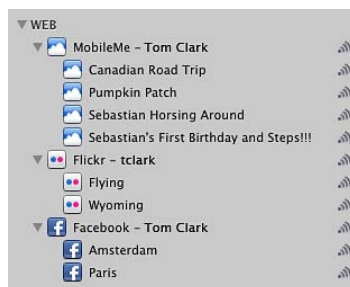 WEB
MobileMe – Tom Clark
Canadian Road Trip
Pumpkin Patch
Sebastian Horsing Around
Sebastian's First Birthday and Steps!!!
Flickr – tclark
Flying
Wyoming
Facebook – Tom Clark
Amsterdam
Paris